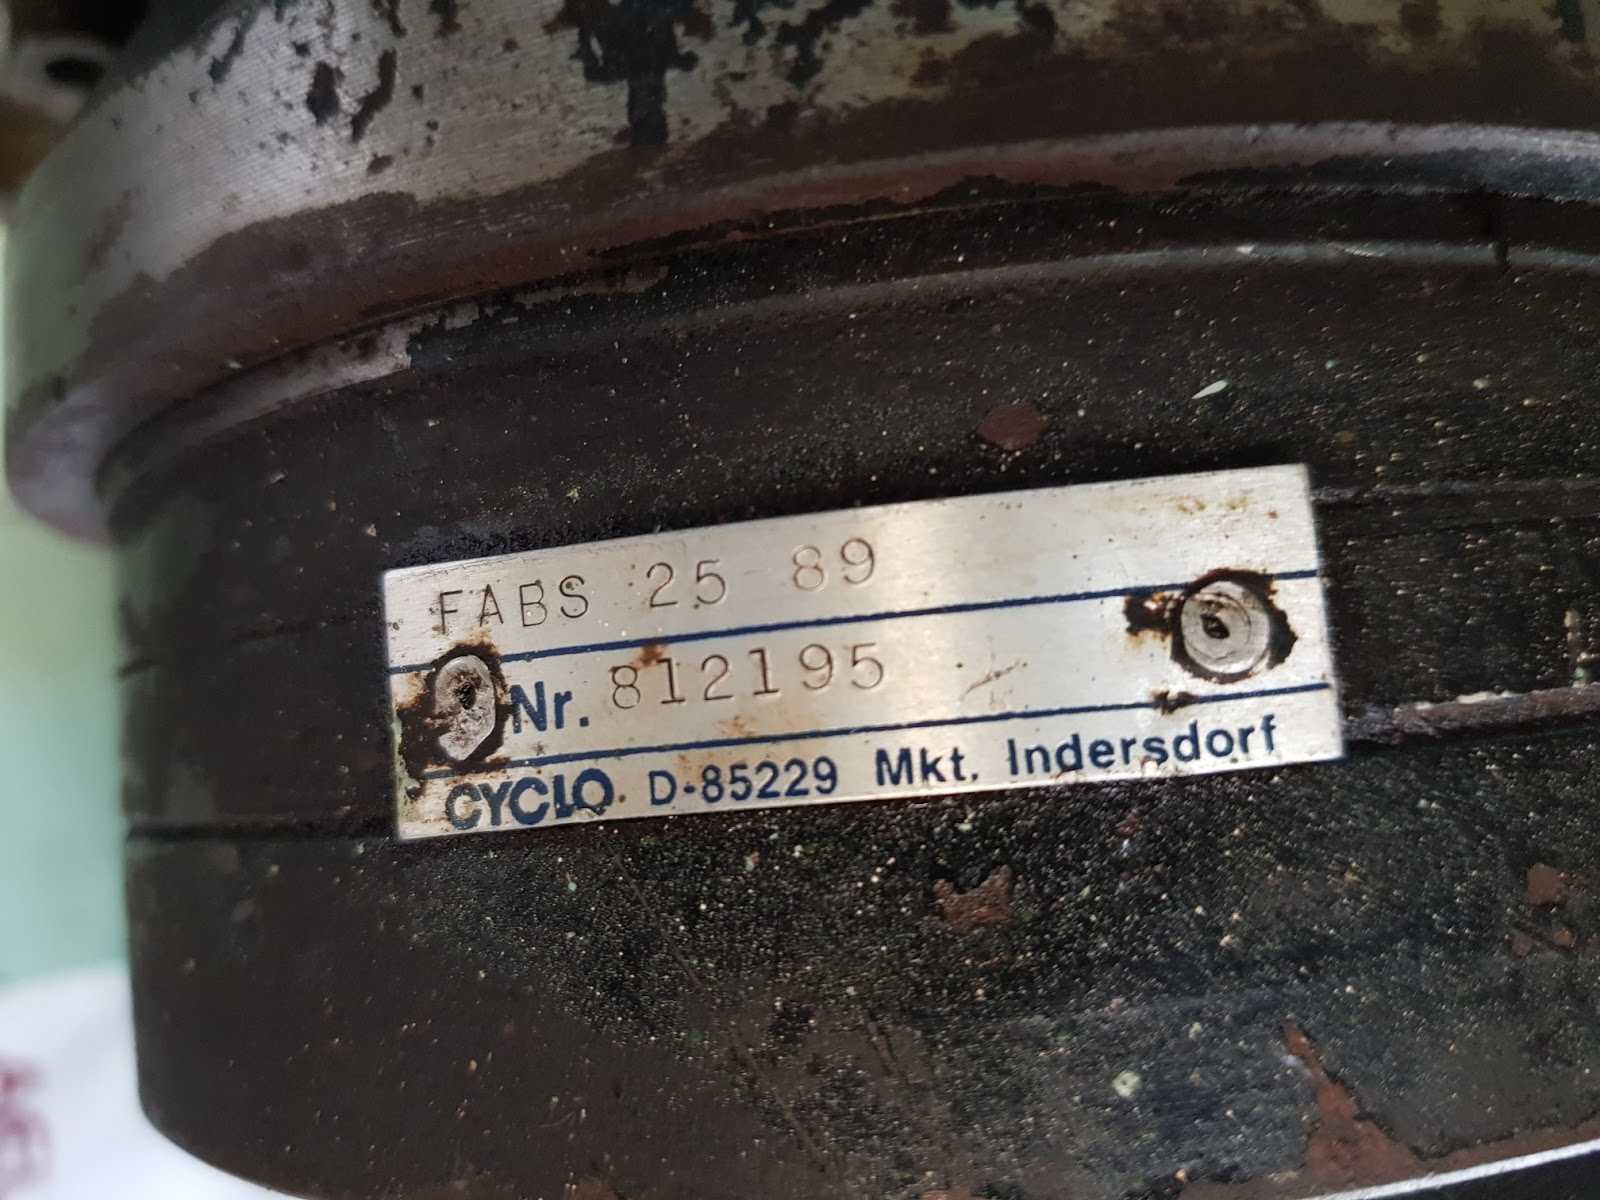 FABS 25-89
Nr. 812195
CYCLO D-85229 Mkt. Indersdorf